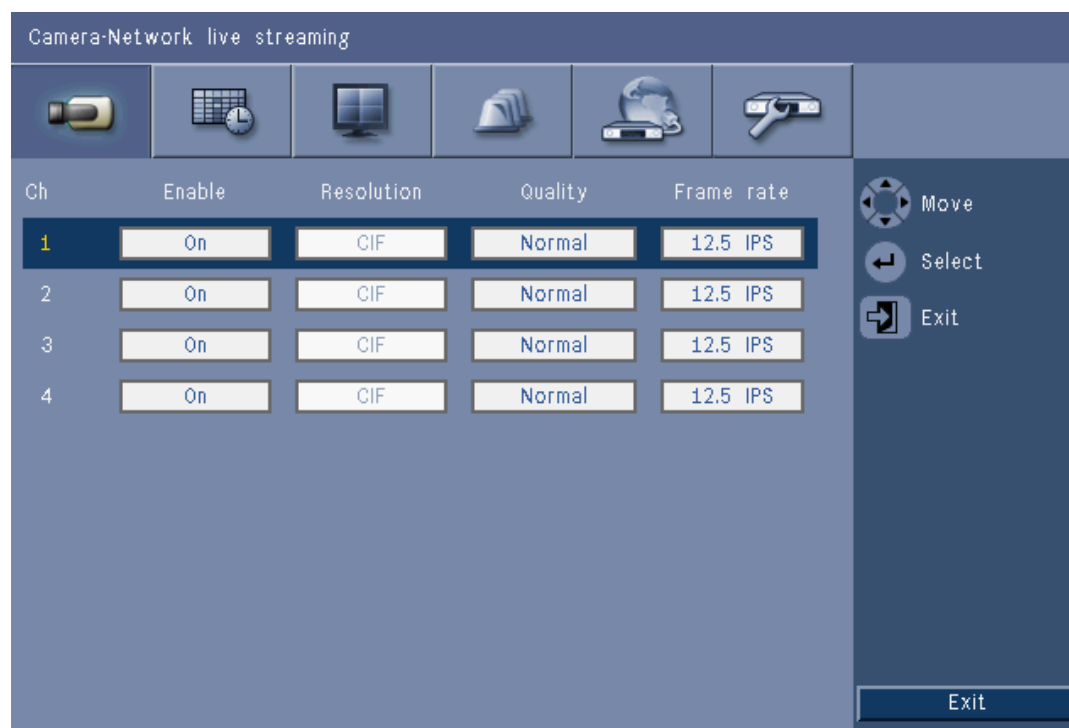 Camera-Network live streaming
Ch Enable Resolution Quality Frame rate
1 On CIF Normal 12.5 IPS
2 On CIF Normal 12.5 IPS
3 On CIF Normal 12.5 IPS
4 On CIF Normal 12.5 IPS
Move
Select
Exit
Exit